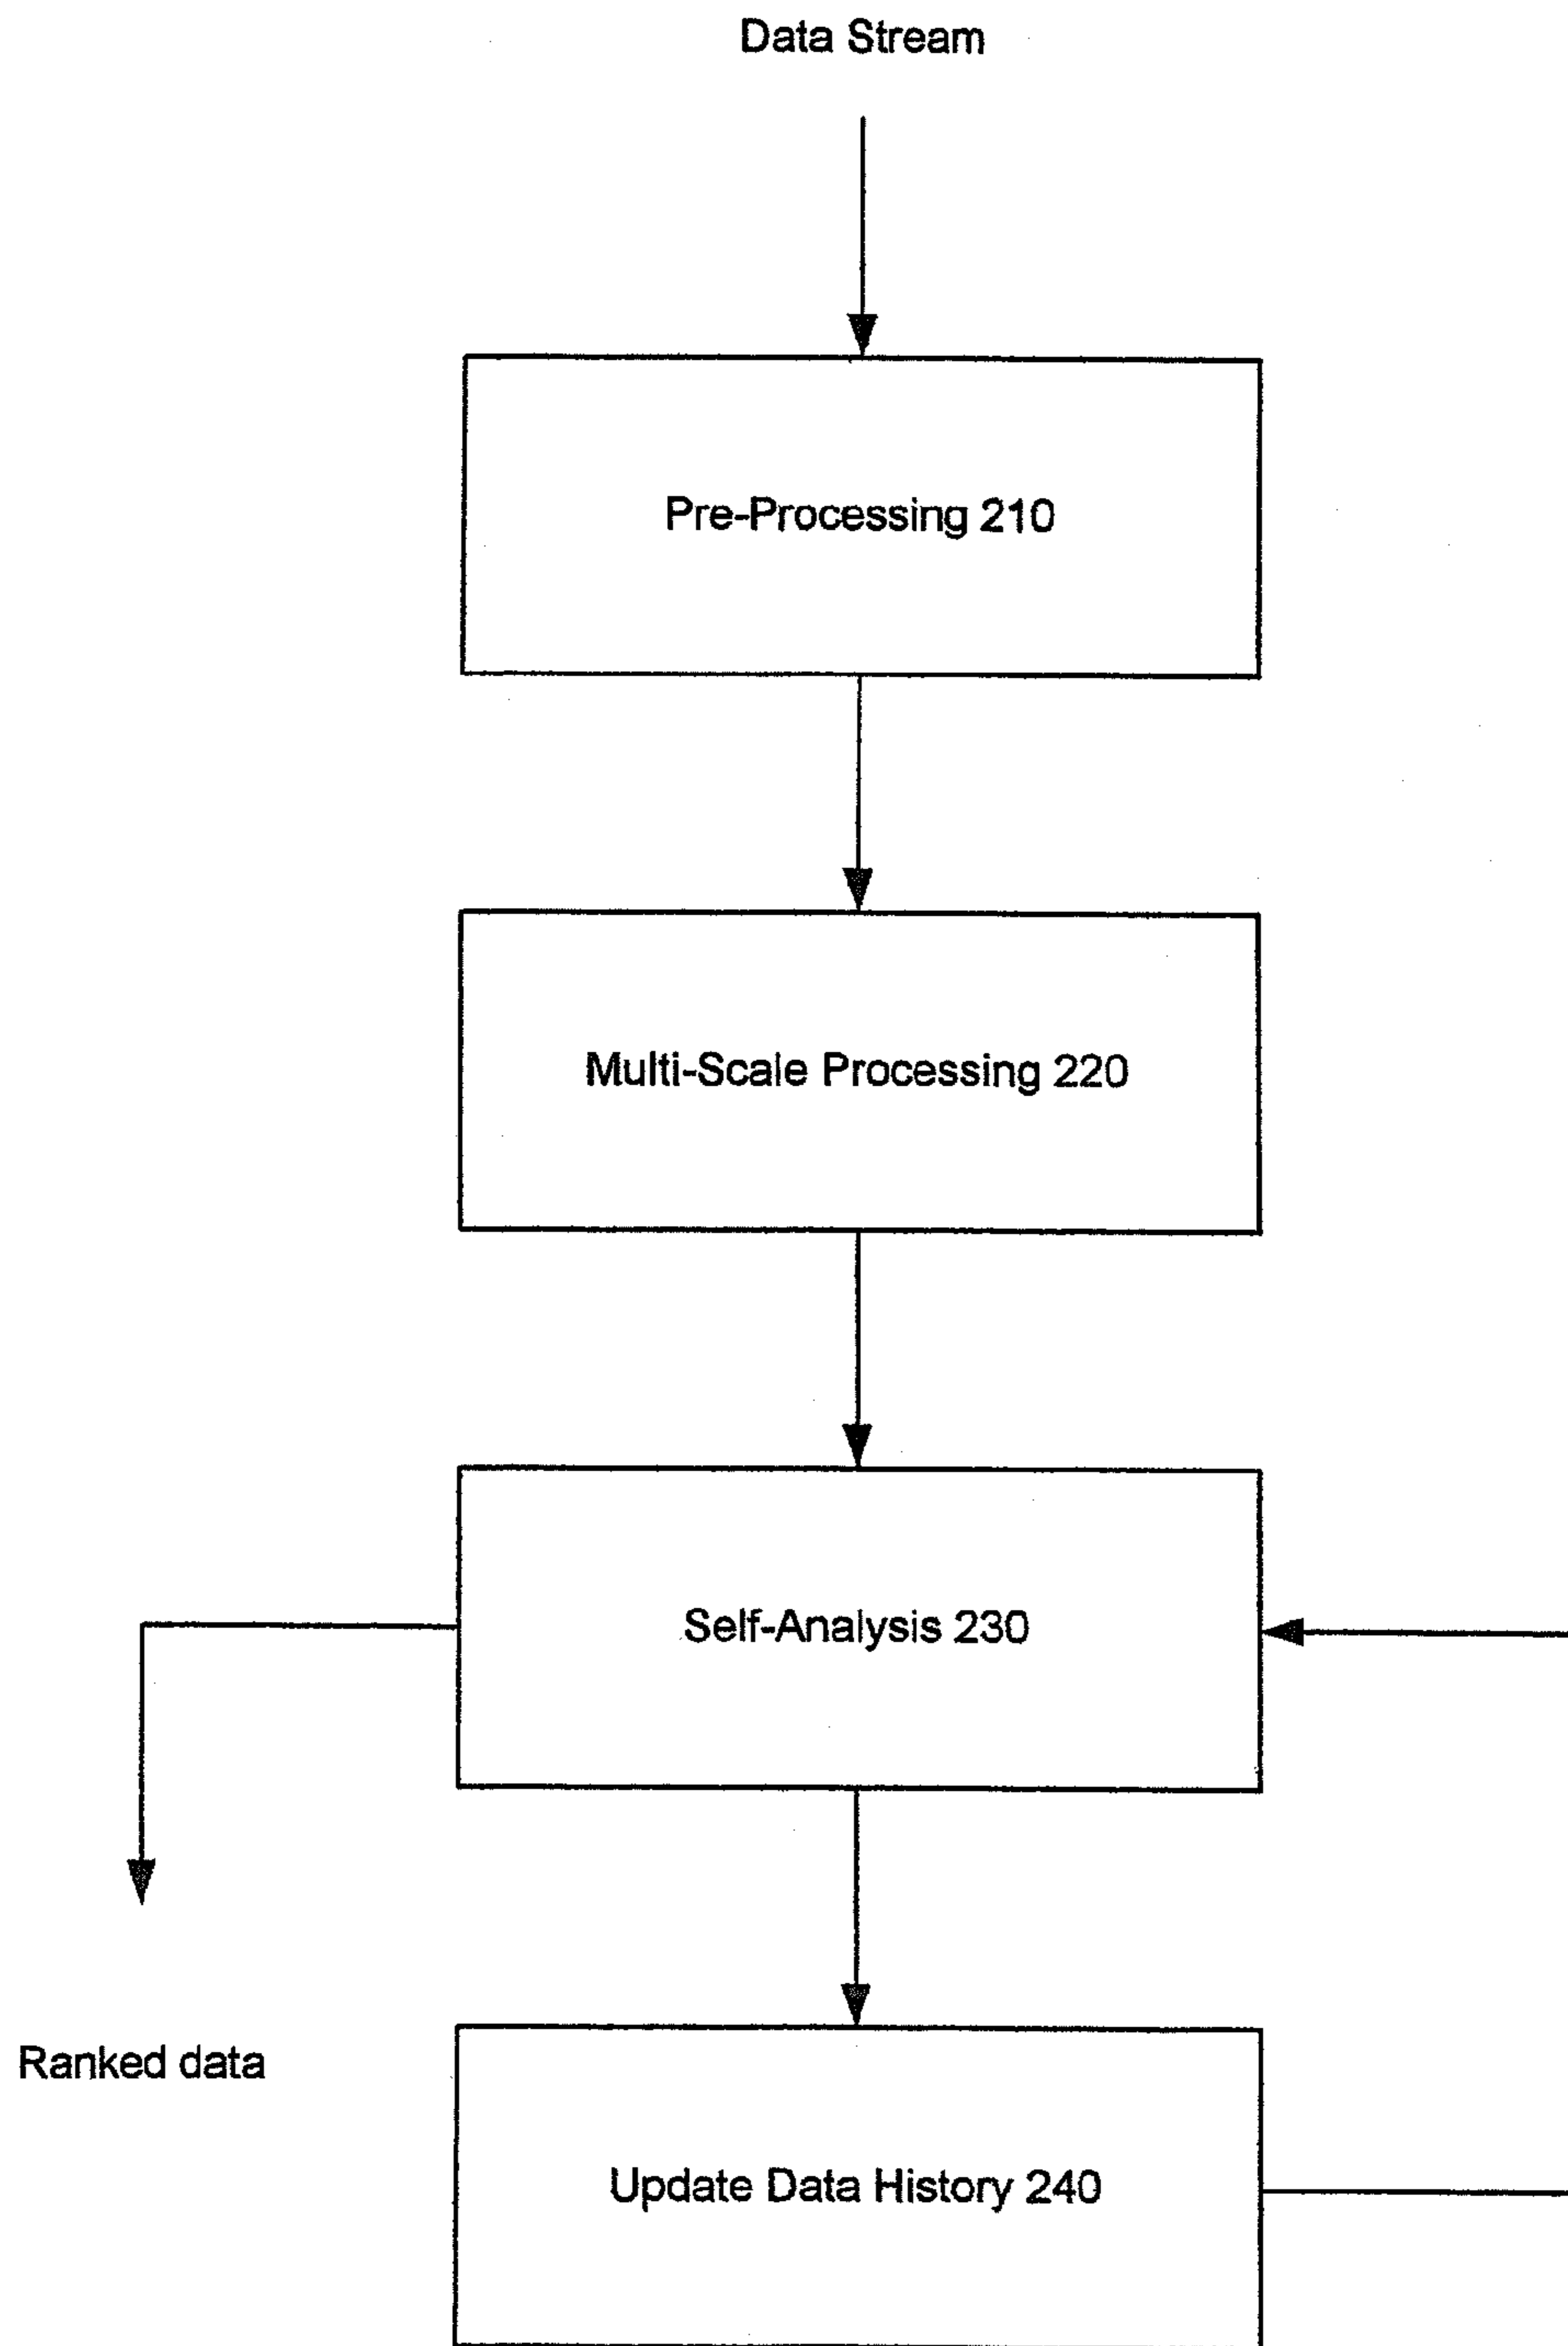 Data Stream
Pre-Processing 210
Multi-Scale Processing 220
Self-Analysis 230
Ranked data
Update Data History 240